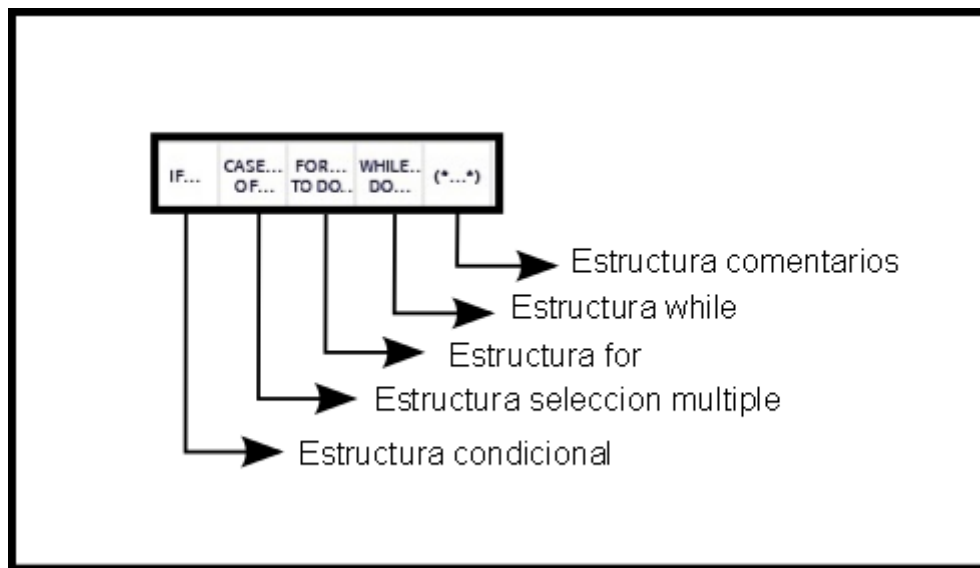 IF...
CASE...
OF...
FOR...
TO DO..
WHILE..
DO...
(*...*)
Estructura comentarios
Estructura while
Estructura for
Estructura seleccion multiple
Estructura condicional